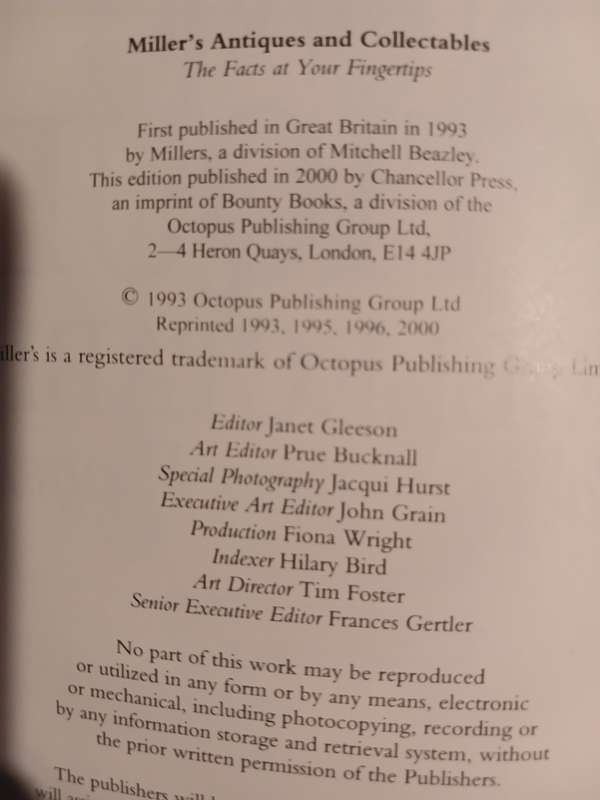 Miller's Antiques and Collectables
The Facts at Your Fingertips
First published in Great Britain in 1993
by Millers, a division of Mitchell Beazley.
This edition published in 2000 by Chancellor Press,
an imprint of Bounty Books, a division of the
Octopus Publishing Group Ltd,
2—4 Heron Quays, London, E14 4JP
© 1993 Octopus Publishing Group Ltd
Reprinted 1993, 1995, 1996, 2000
iller's is a registered trademark of Octopus Publishing Group Lim
Editor Janet Gleeson
Art Editor Prue Bucknall
Special Photography Jacqui Hurst
Executive Art Editor John Grain
Production Fiona Wright
Indexer Hilary Bird
Art Director Tim Foster
Senior Executive Editor Frances Gertler
No part of this work may be reproduced
or utilized in any form or by any means, electronic
or mechanical, including photocopying, recording or
by any information storage and retrieval system, without
the prior written permission of the Publishers.
The publishers will
will